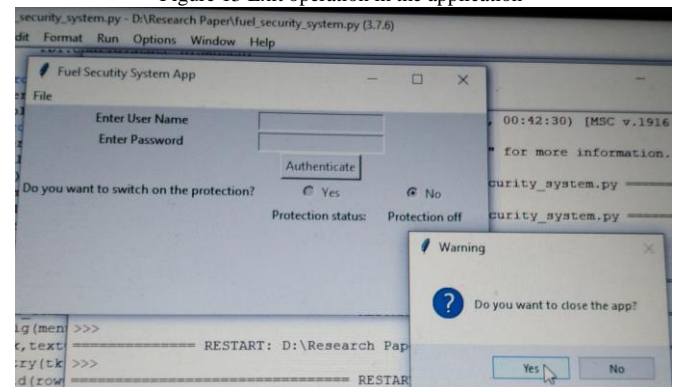 Figure 15 Exit operation in the application
_security_system.py - D:\Research Paper\fuel_security_system.py (3.7.6)
dit Format Run Options Window Help
Fuel Secutity System App
File
Enter User Name
Enter Password
Authenticate
Do you want to switch on the protection? Yes No
Protection status: Protection off
, 00:42:30) [MSC v.1916
" for more information.
curity_system.py
curity_system.py
Warning
Do you want to close the app?
Yes No
ig(men >>>
k,text ================ RESTART: D:\Research Pap
try(tk >>>
d(row ================ RESTAR